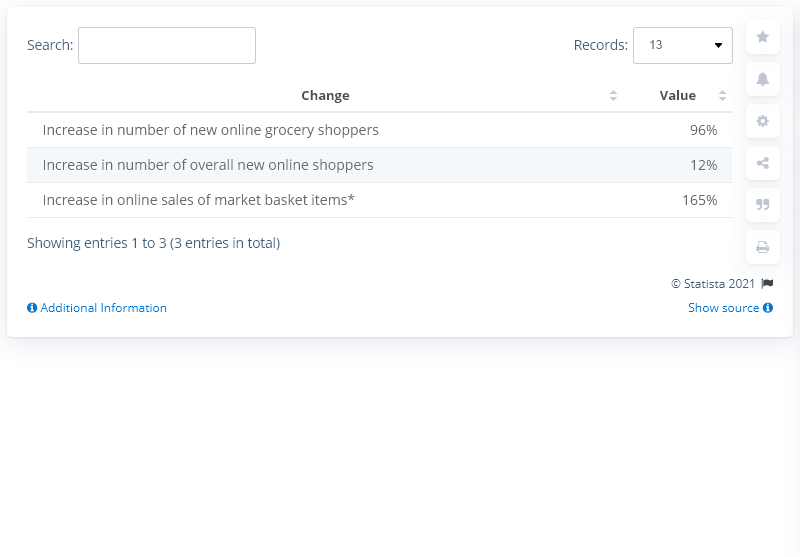 Search:
Records: 13
Change Value
Increase in number of new online grocery shoppers 96%
Increase in number of overall new online shoppers 12%
Increase in online sales of market basket items* 165%
Showing entries 1 to 3 (3 entries in total)
© Statista 2021
Additional Information Show source